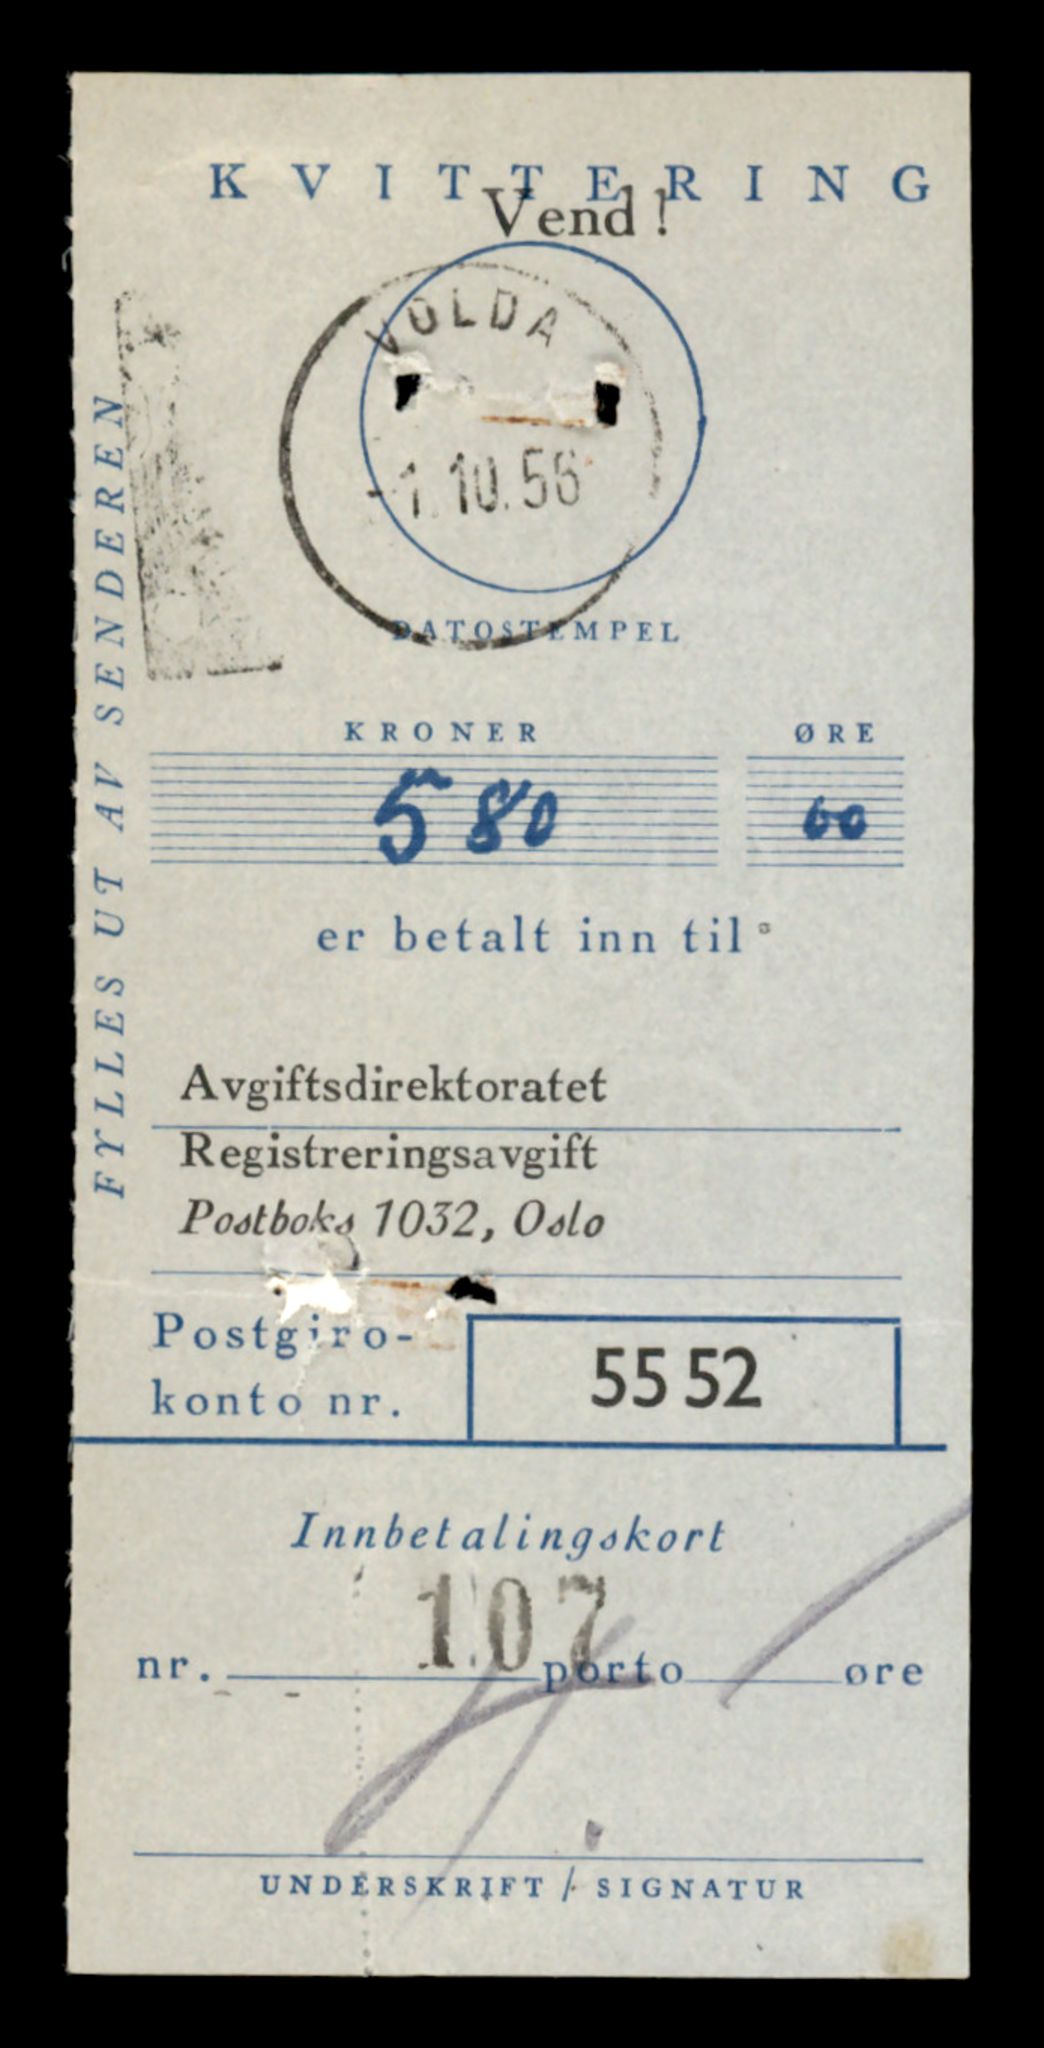 KVITTERING
Vend!
VOLDA
-1.10.56
DATOSTEMPEL
FYLLES UT AV SENDEREN
KRONER ØRE
580 00
er betalt inn til
Avgiftsdirektoratet
Registreringsavgift
Postboks 1032, Oslo
Postgiro-
konto nr. 55 52
Innbetalingskort
nr. 107 porto øre
UNDERSKRIFT / SIGNATUR